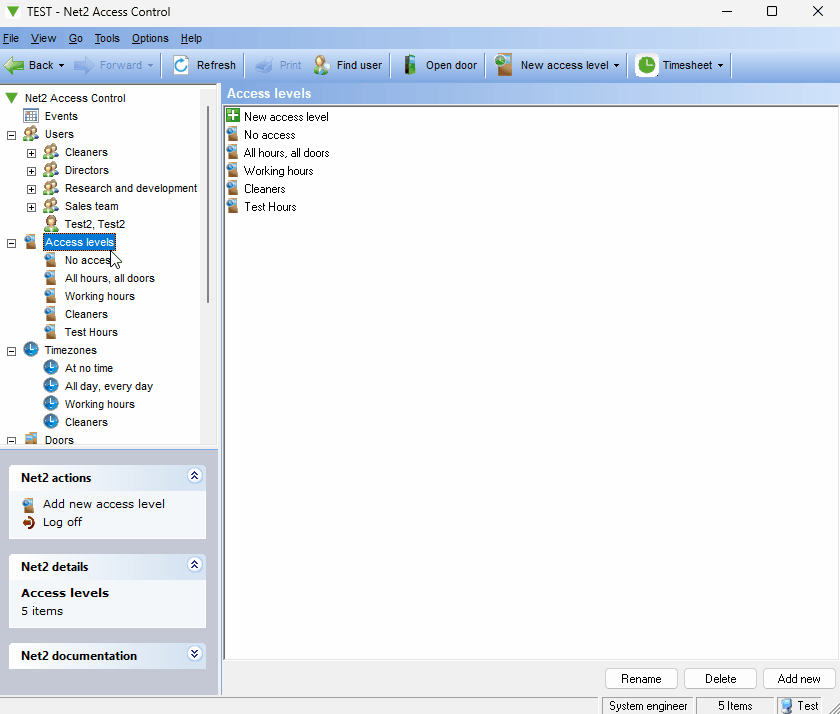 TEST - Net2 Access Control
File View Go Tools Options Help
Back Forward Refresh Print Find user Open door New access level Timesheet
Net2 Access Control
Events
Users
Cleaners
Directors
Research and development
Sales team
Test2, Test2
Access levels
No access
All hours, all doors
Working hours
Cleaners
Test Hours
Timezones
At no time
All day, every day
Working hours
Cleaners
Doors
Access levels
New access level
No access
All hours, all doors
Working hours
Cleaners
Test Hours
Net2 actions
Add new access level
Log off
Net2 details
Access levels
5 items
Net2 documentation
Rename Delete Add new
System engineer 5 Items Test